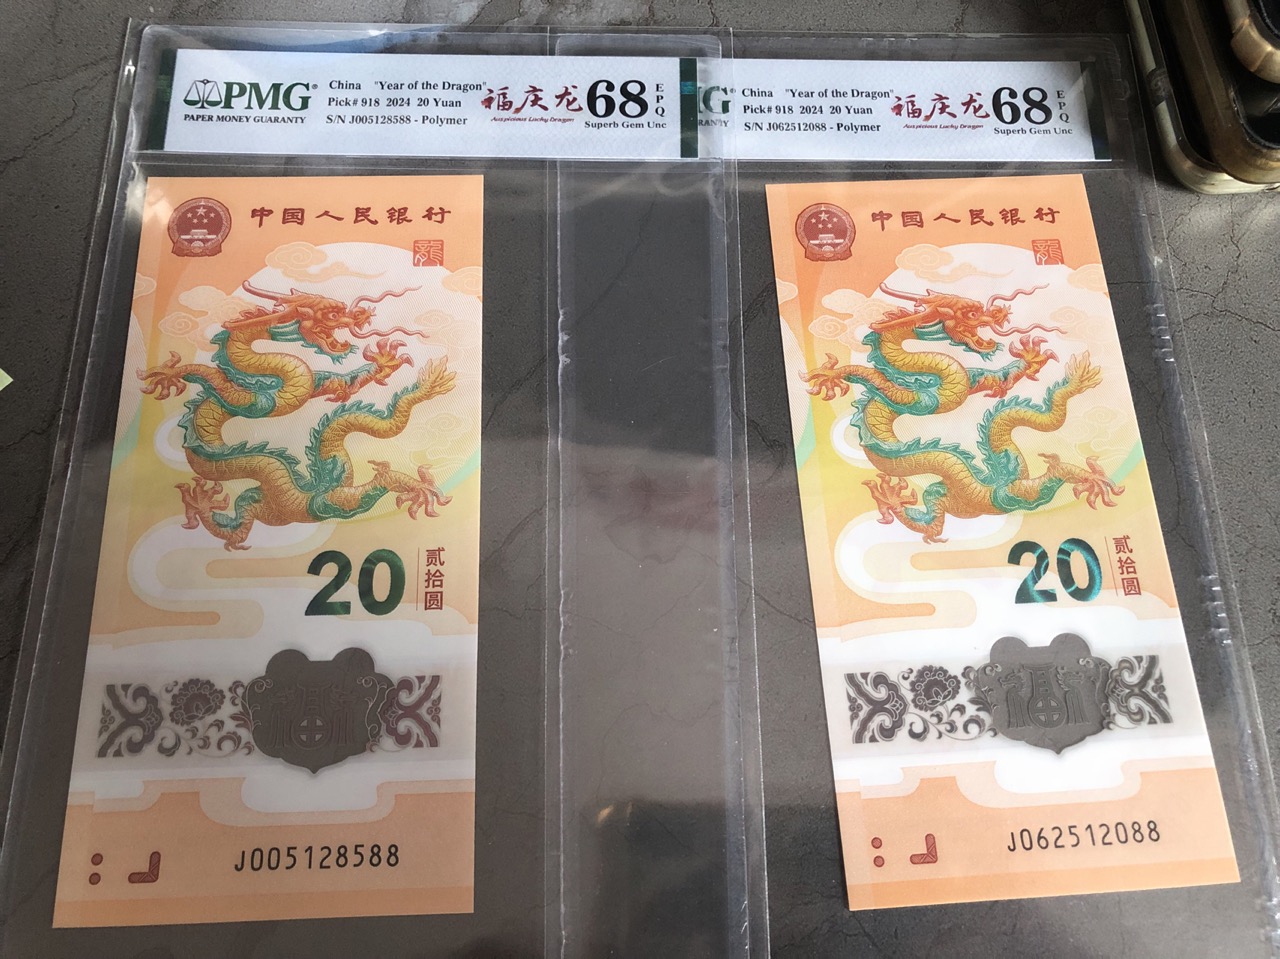 PMG
PAPER MONEY GUARANTY
China "Year of the Dragon"
Pick# 918 2024 20 Yuan
S/N J005128588 - Polymer
福庆龙
Auspicious Lucky Dragon
68
EPQ
Superb Gem Unc
中国人民银行
龍
20
贰拾圆
福
J005128588
G
RANTY
China "Year of the Dragon"
Pick# 918 2024 20 Yuan
S/N J062512088 - Polymer
福庆龙
Auspicious Lucky Dragon
68
EPQ
Superb Gem Unc
中国人民银行
龍
20
贰拾圆
福
J062512088